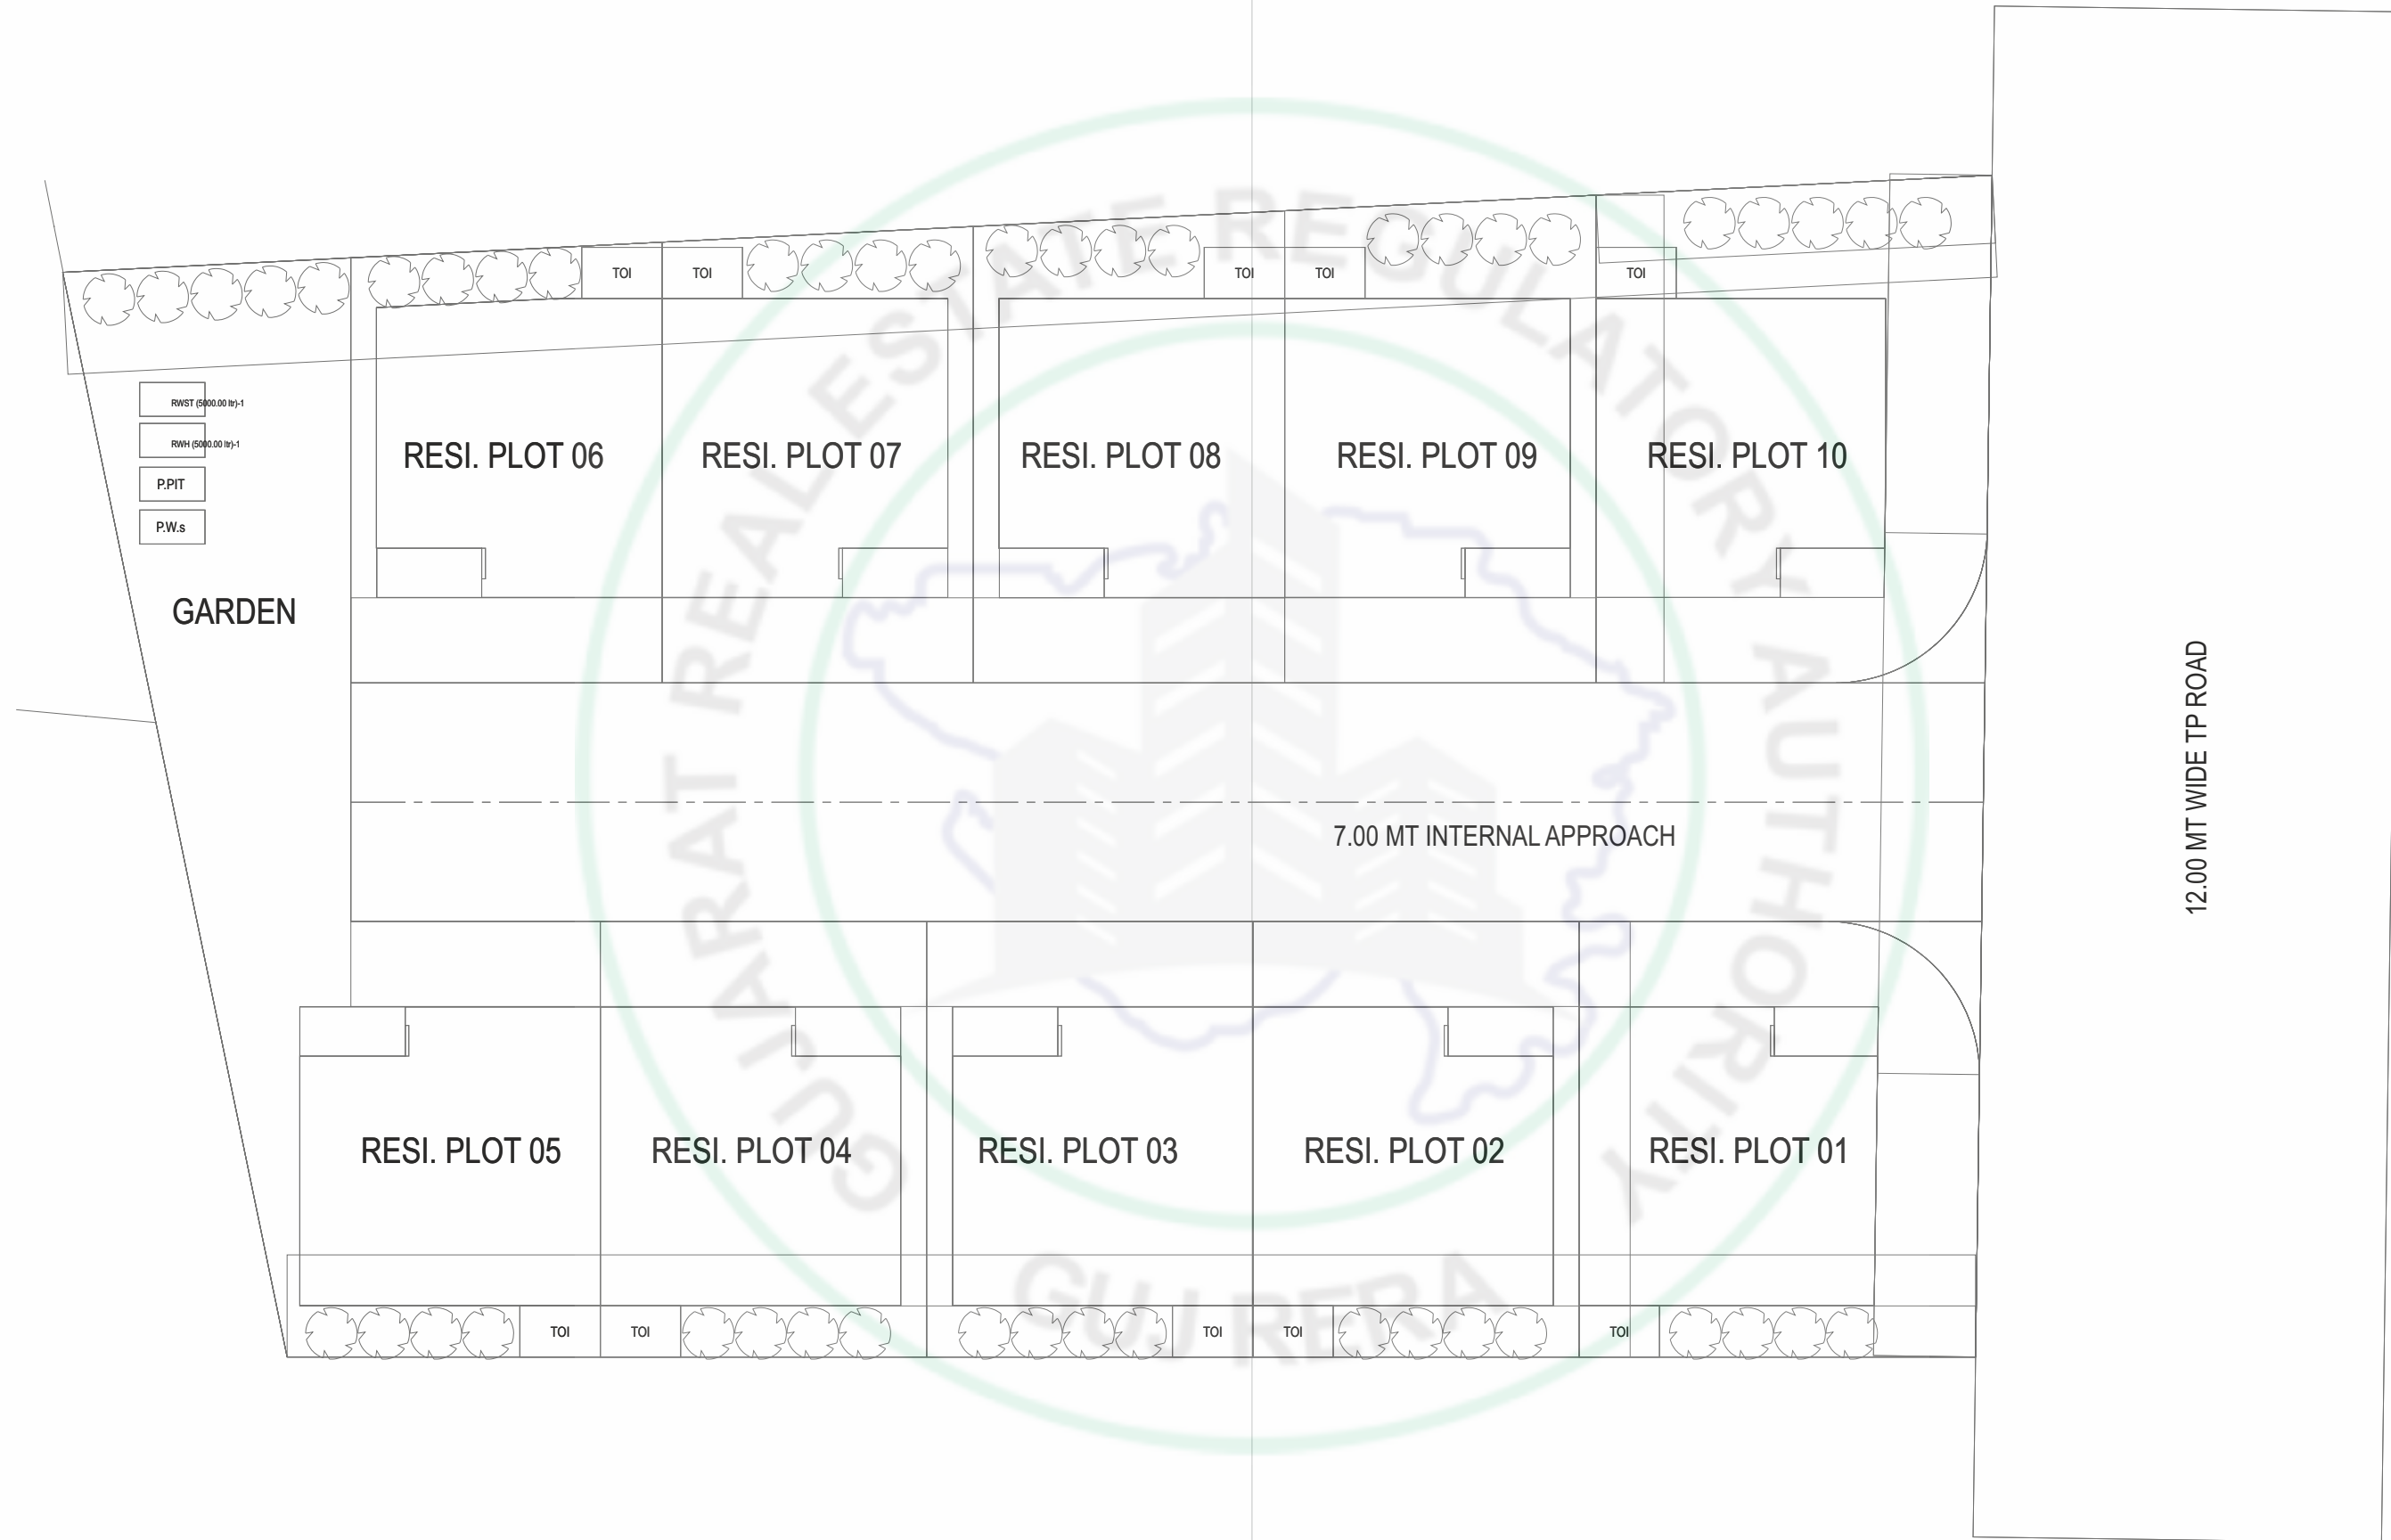 TOI
TOI
TOI
TOI
TOI
RWST (5000.00 ltr)-1
RWH (5000.00 ltr)-1
P.PIT
P.W.s
GARDEN
RESI. PLOT 06
RESI. PLOT 07
RESI. PLOT 08
RESI. PLOT 09
RESI. PLOT 10
7.00 MT INTERNAL APPROACH
12.00 MT WIDE TP ROAD
RESI. PLOT 05
RESI. PLOT 04
RESI. PLOT 03
RESI. PLOT 02
RESI. PLOT 01
TOI
TOI
TOI
TOI
TOI
GUJARAT REAL ESTATE REGULATORY AUTHORITY
GUJ RERA